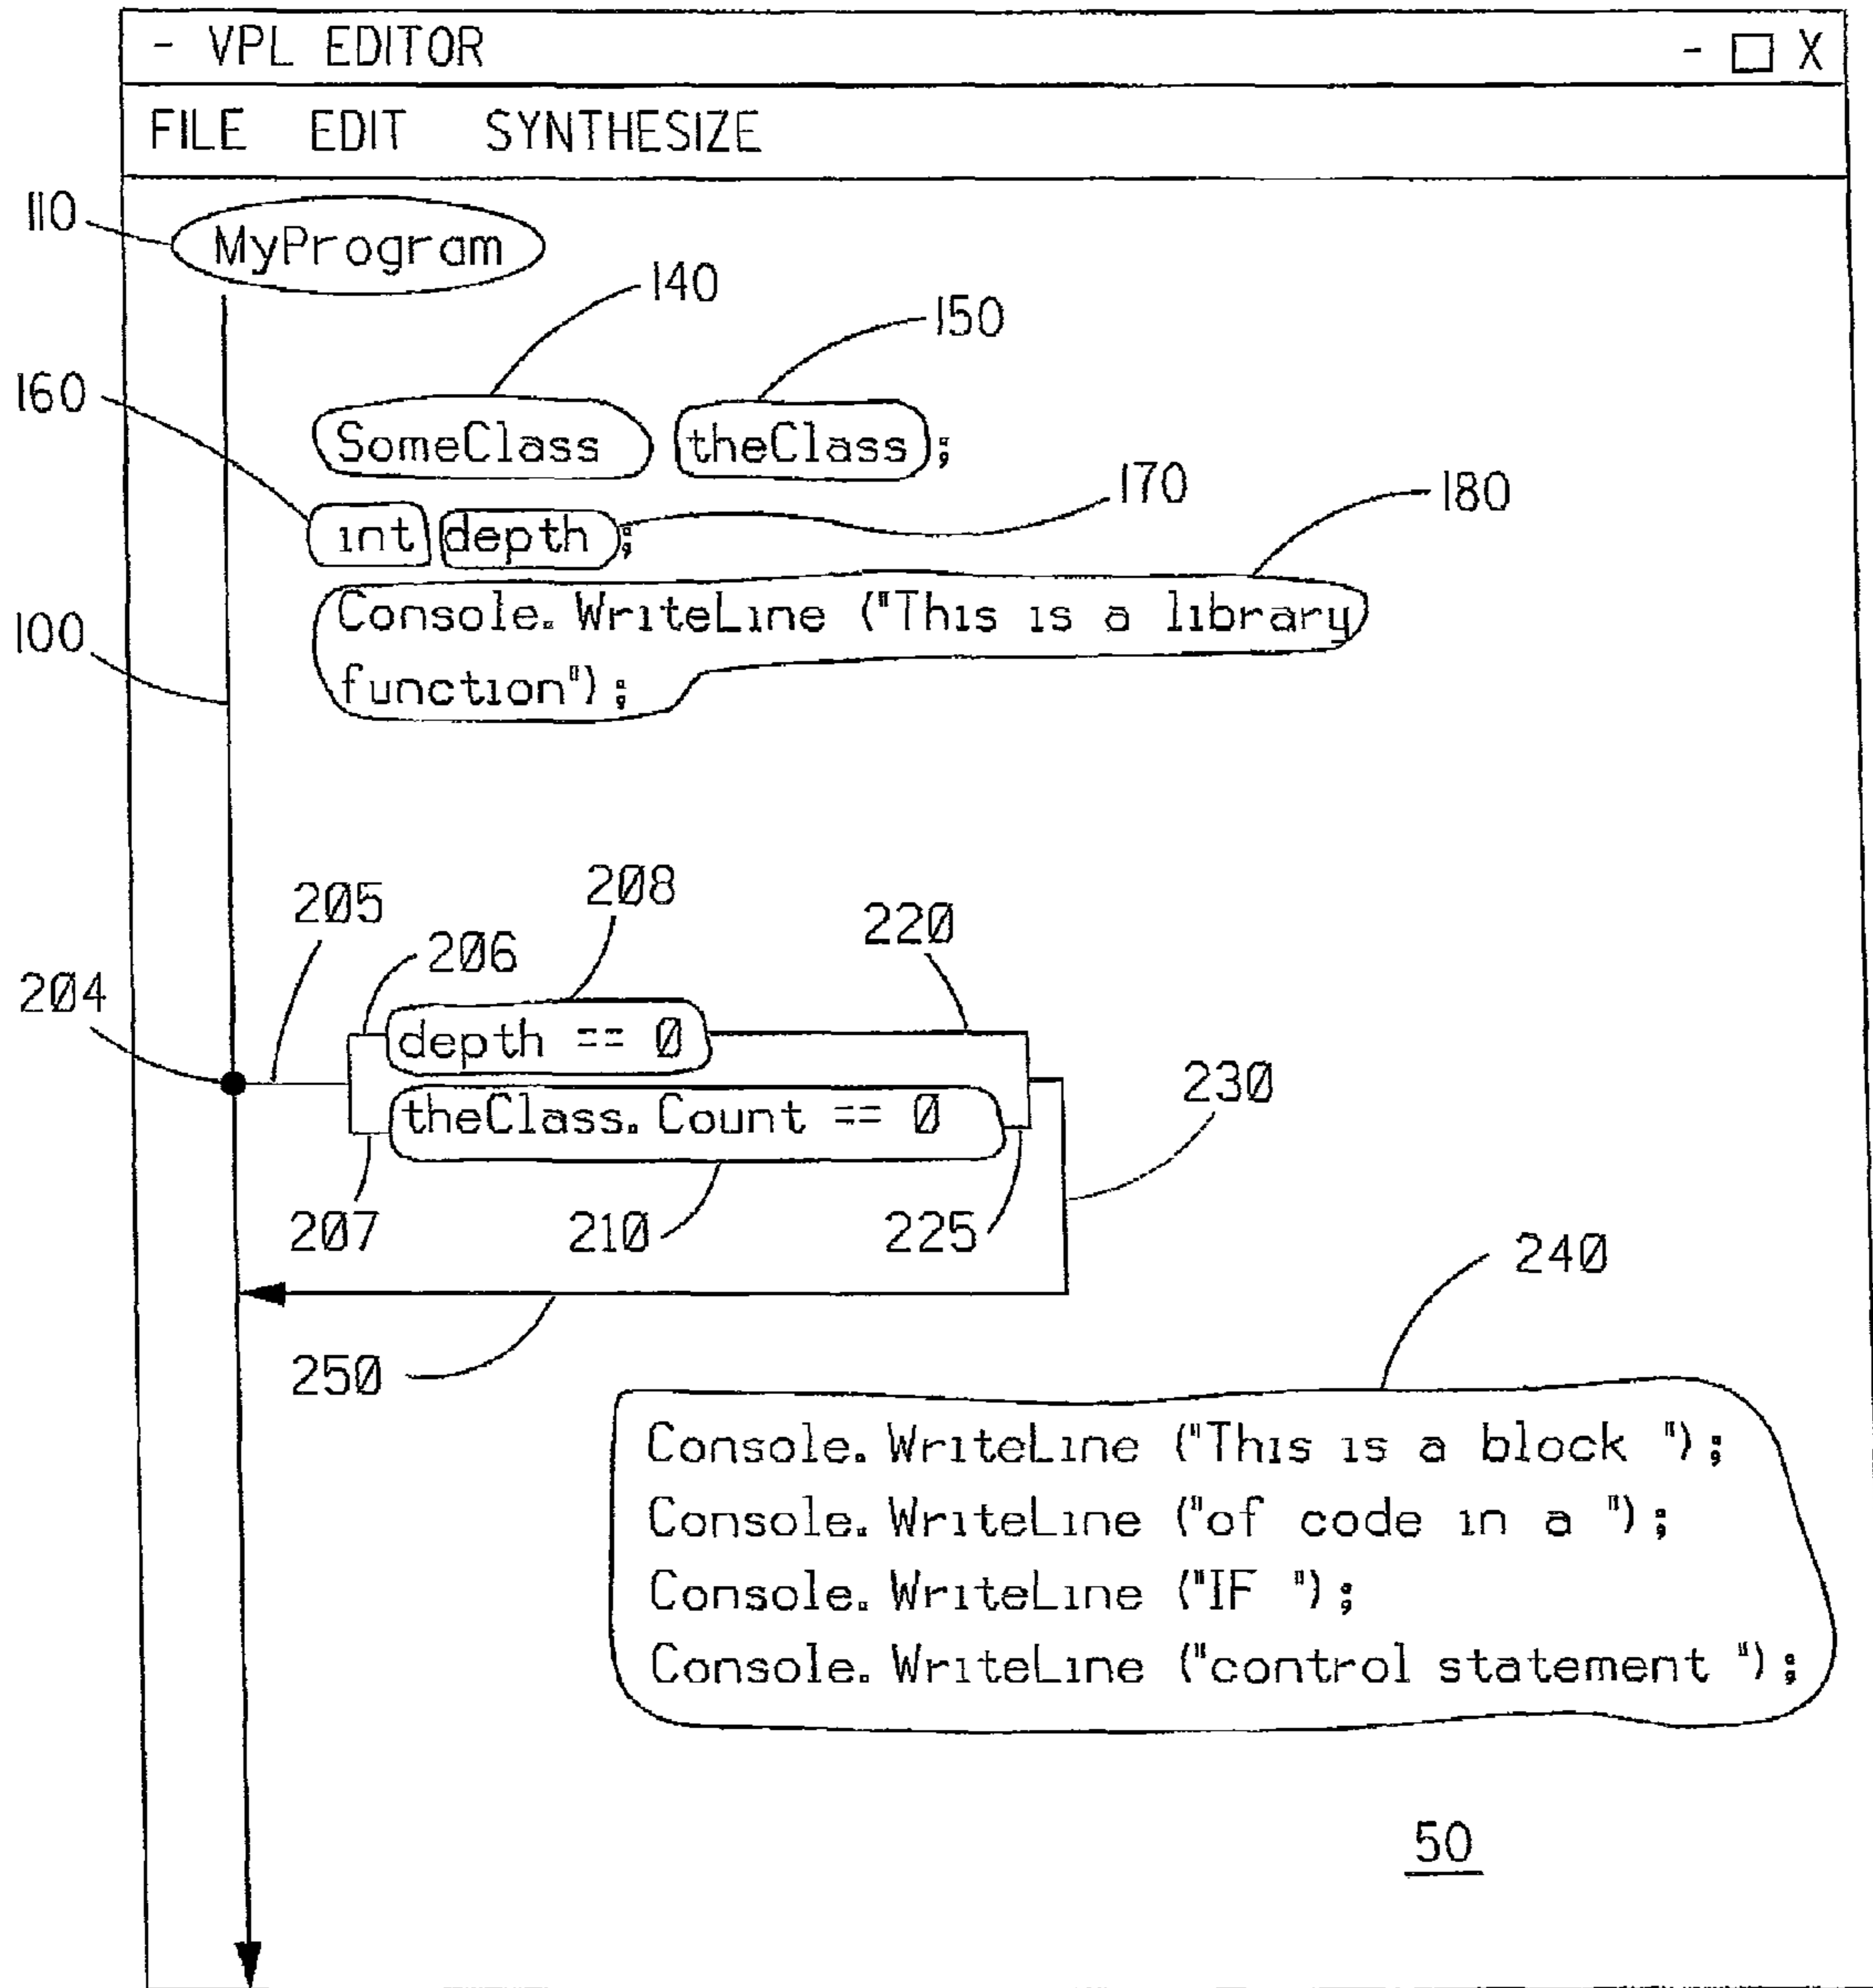 - VPL EDITOR - □ X
FILE EDIT SYNTHESIZE
110
MyProgram
140
150
160
SomeClass theClass;
170
180
int depth;
100
Console.WriteLine ("This is a library
function");
205
208
220
206
204
depth == 0
230
theClass.Count == 0
207
210
225
240
250
Console.WriteLine ("This is a block ");
Console.WriteLine ("of code in a ");
Console.WriteLine ("IF ");
Console.WriteLine ("control statement ");
50